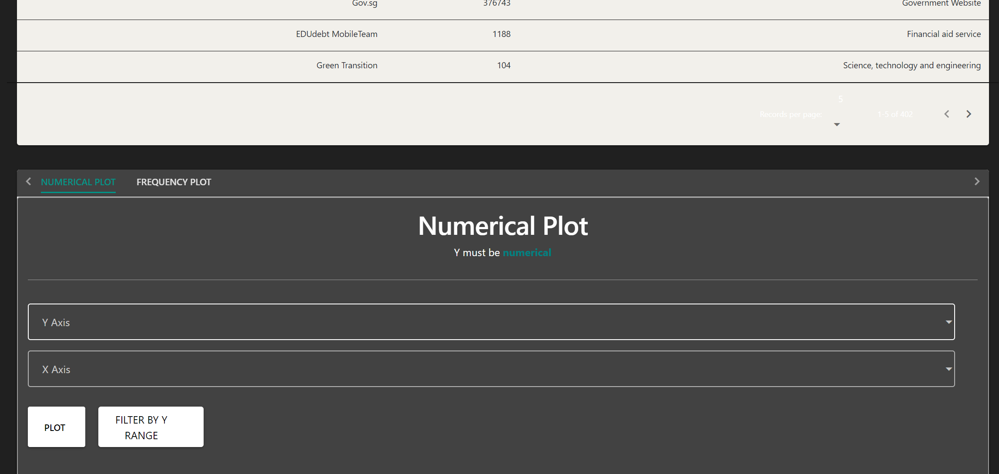 Gov.sg 376743 Government Website
EDUdebt MobileTeam 1188 Financial aid service
Green Transition 104 Science, technology and engineering
5
Records per page: 1-5 of 402
NUMERICAL PLOT FREQUENCY PLOT
Numerical Plot
Y must be numerical
Y Axis
X Axis
PLOT
FILTER BY Y
RANGE